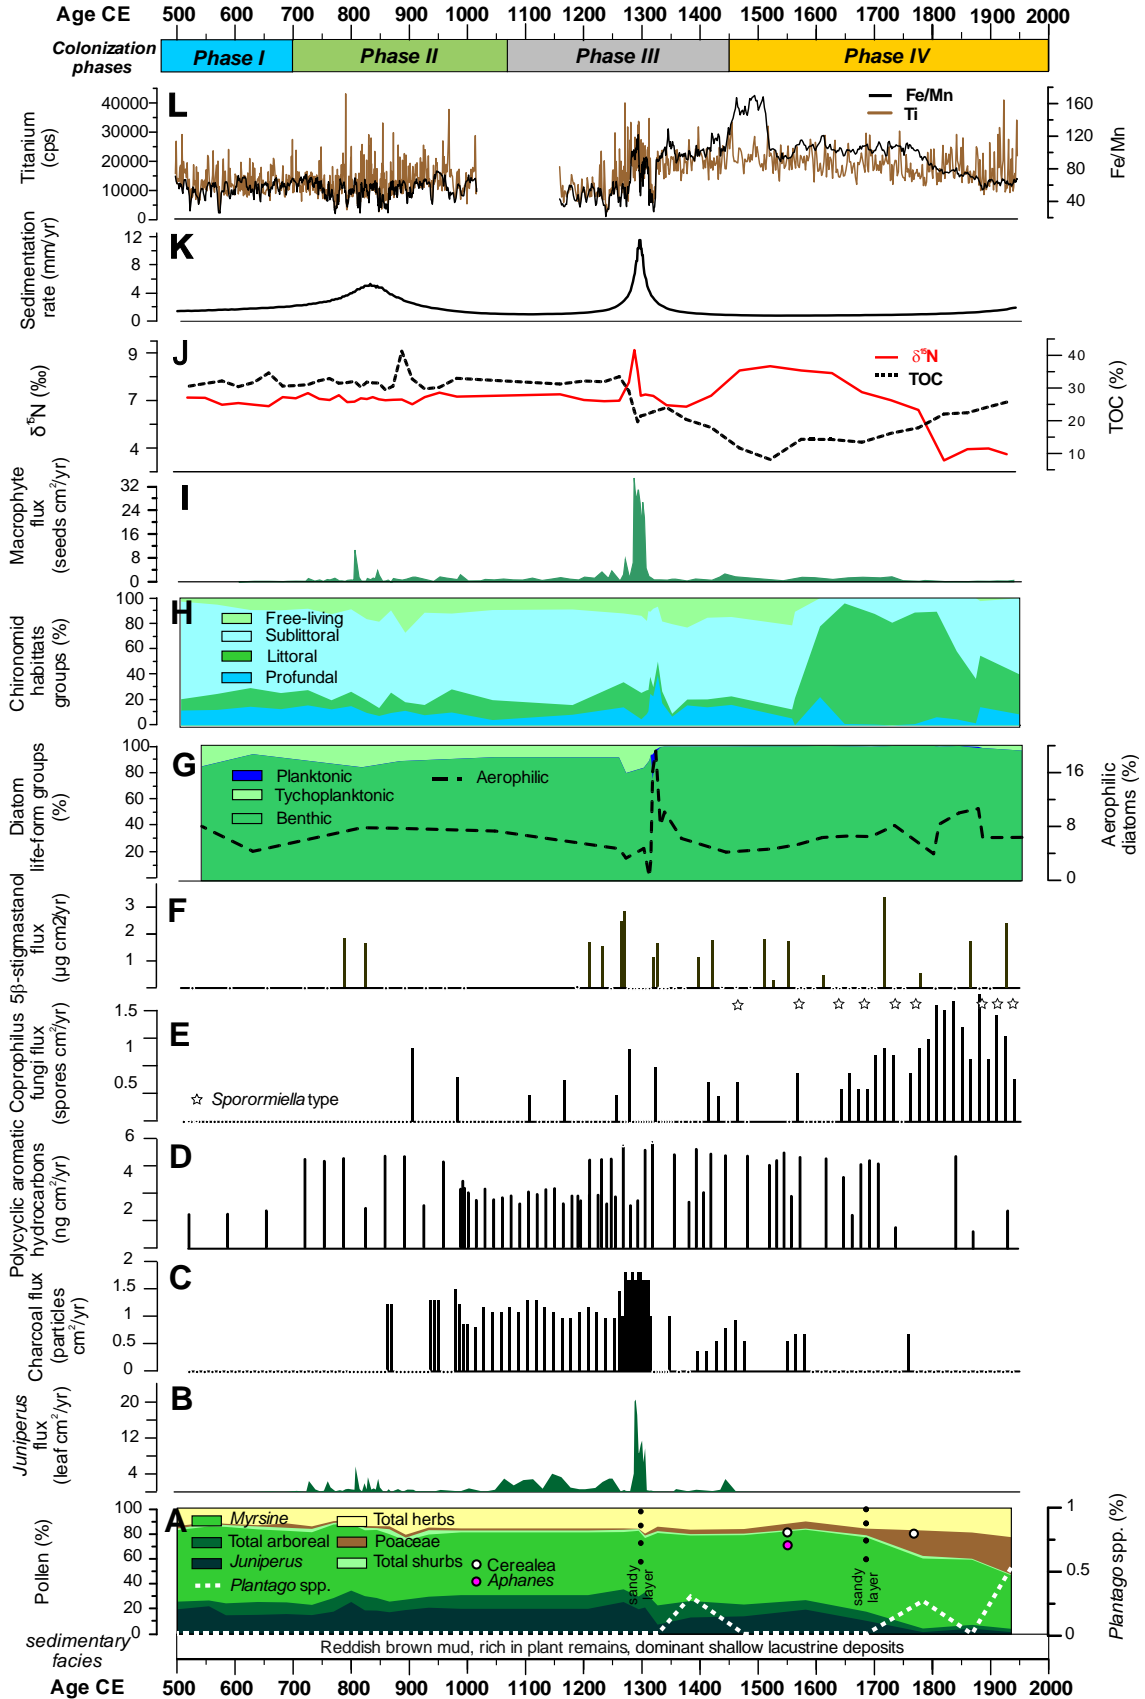 Age CE 500 600 700 800 900 1000 1100 1200 1300 1400 1500 1600 1700 1800 1900 2000
Colonization phases
Phase I Phase II Phase III Phase IV
L
Titanium (cps)
40000
30000
20000
10000
0
Fe/Mn
Ti
160
120
80
40
Fe/Mn
K
Sedimentation rate (mm/yr)
12
8
4
0
J
δ¹⁵N (‰)
9
7
4
δ¹⁵N
TOC
40
30
20
10
TOC (%)
I
Macrophyte flux (seeds cm²/yr)
32
24
16
8
0
H
Chironomid habittats groups (%)
100
80
60
40
20
0
Free-living
Sublittoral
Littoral
Profundal
G
Diatom life-form groups (%)
100
80
60
40
20
Planktonic
Tychoplanktonic
Benthic
Aerophilic
16
8
0
Aerophilic diatoms (%)
F
5β-stigmastanol flux (µg cm2/yr)
3
2
1
E
Coprophilus fungi flux (spores cm²/yr)
1.5
1
0.5
☆ Sporormiella type
D
Polycyclic aromatic hydrocarbons (ng cm²/yr)
6
4
2
2
C
Charcoal flux (particles cm²/yr)
1.5
1
0.5
0
B
Juniperus flux (leaf cm²/yr)
20
12
4
A
Pollen (%)
100
80
60
40
20
0
Myrsine
Total arboreal
Juniperus
Plantago spp.
Total herbs
Poaceae
Total shurbs
Cerealea
Aphanes
sandy layer
sandy layer
1
0.5
0
Plantago spp. (%)
sedimentary facies
Reddish brown mud, rich in plant remains, dominant shallow lacustrine deposits
Age CE 500 600 700 800 900 1000 1100 1200 1300 1400 1500 1600 1700 1800 1900 2000